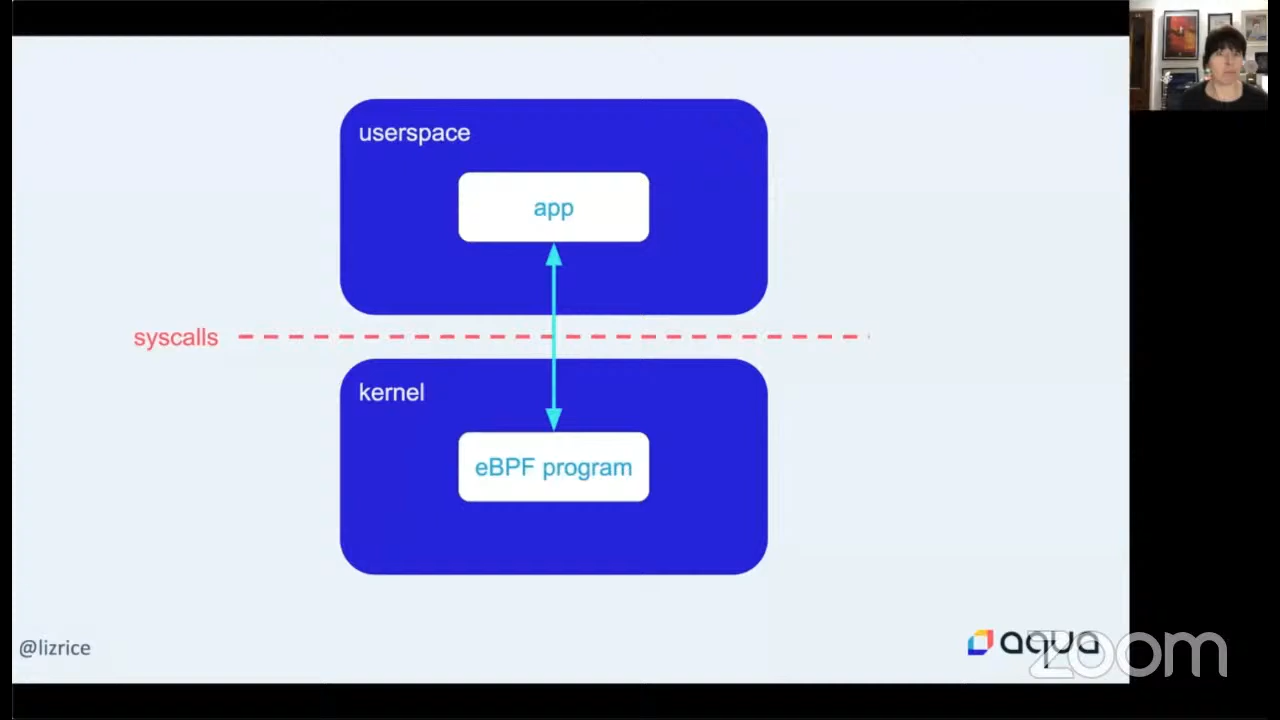 userspace
app
syscalls
kernel
eBPF program
@lizrice
aqua
zoom